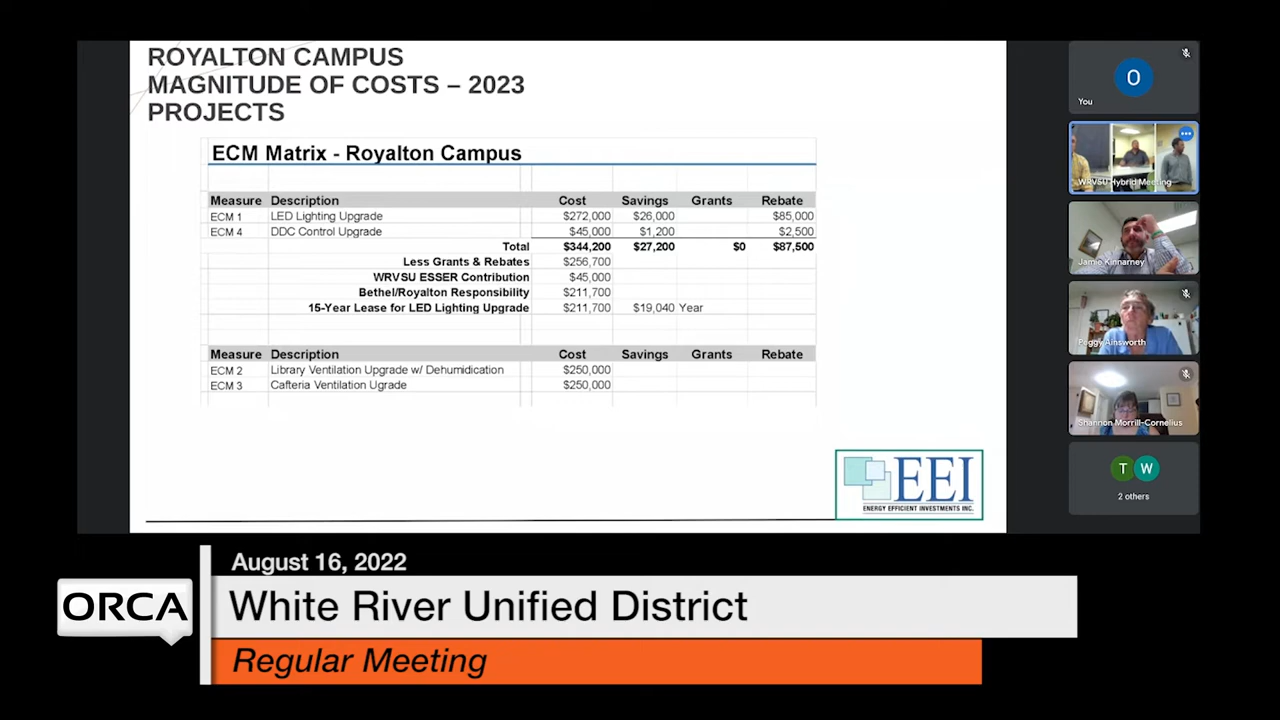 ROYALTON CAMPUS
MAGNITUDE OF COSTS – 2023
PROJECTS
ECM Matrix - Royalton Campus
Measure Description Cost Savings Grants Rebate
ECM 1 LED Lighting Upgrade $272,000 $26,000 $85,000
ECM 4 DDC Control Upgrade $45,000 $1,200 $2,500
Total $344,200 $27,200 $0 $87,500
Less Grants & Rebates $256,700
WRVSU ESSER Contribution $45,000
Bethel/Royalton Responsibility $211,700
15-Year Lease for LED Lighting Upgrade $211,700 $19,040 Year
Measure Description Cost Savings Grants Rebate
ECM 2 Library Ventilation Upgrade w/ Dehumidication $250,000
ECM 3 Cafteria Ventilation Ugrade $250,000
EEI
ENERGY EFFICIENT INVESTMENTS INC.
O
You
WRVSU Hybrid Meeting
Jamie Kinnarney
Peggy Ainsworth
Shannon Morrill-Cornelius
T W
2 others
August 16, 2022
ORCA
White River Unified District
Regular Meeting